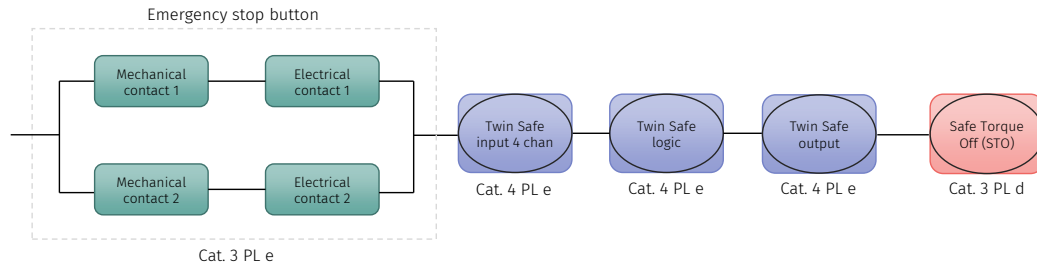 Emergency stop button
Mechanical
contact 1
Electrical
contact 1
Mechanical
contact 2
Electrical
contact 2
Cat. 3 PL e
Twin Safe
input 4 chan
Cat. 4 PL e
Twin Safe
logic
Cat. 4 PL e
Twin Safe
output
Cat. 4 PL e
Safe Torque
Off (STO)
Cat. 3 PL d